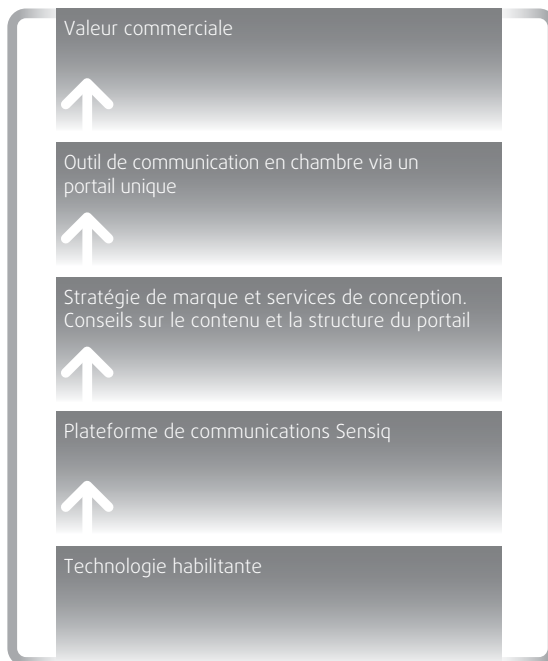 Valeur commerciale
Outil de communication en chambre via un
portail unique
Stratégie de marque et services de conception.
Conseils sur le contenu et la structure du portail
Plateforme de communications Sensiq
Technologie habilitante